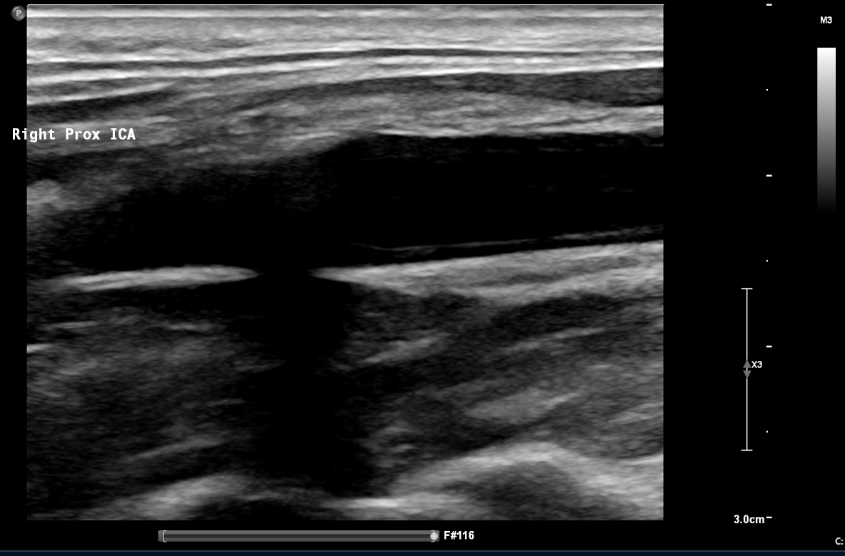 P
M3
Right Prox ICA
X3
3.0cm
F#116
C: